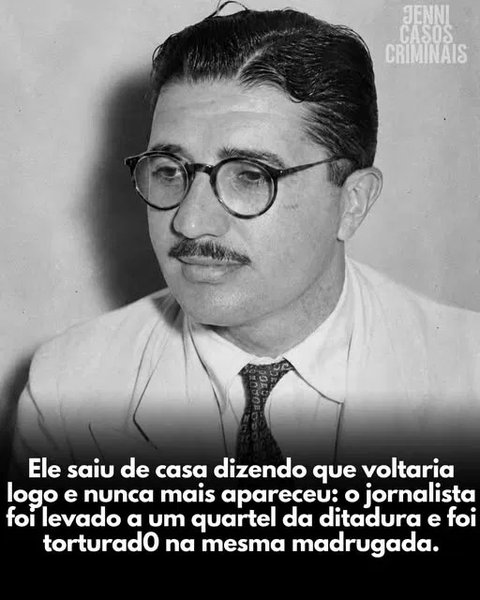 JENNI
CASOS
CRIMINAIS
Ele saiu de casa dizendo que voltaria
logo e nunca mais apareceu: o jornalista
foi levado a um quartel da ditadura e foi
torturad0 na mesma madrugada.